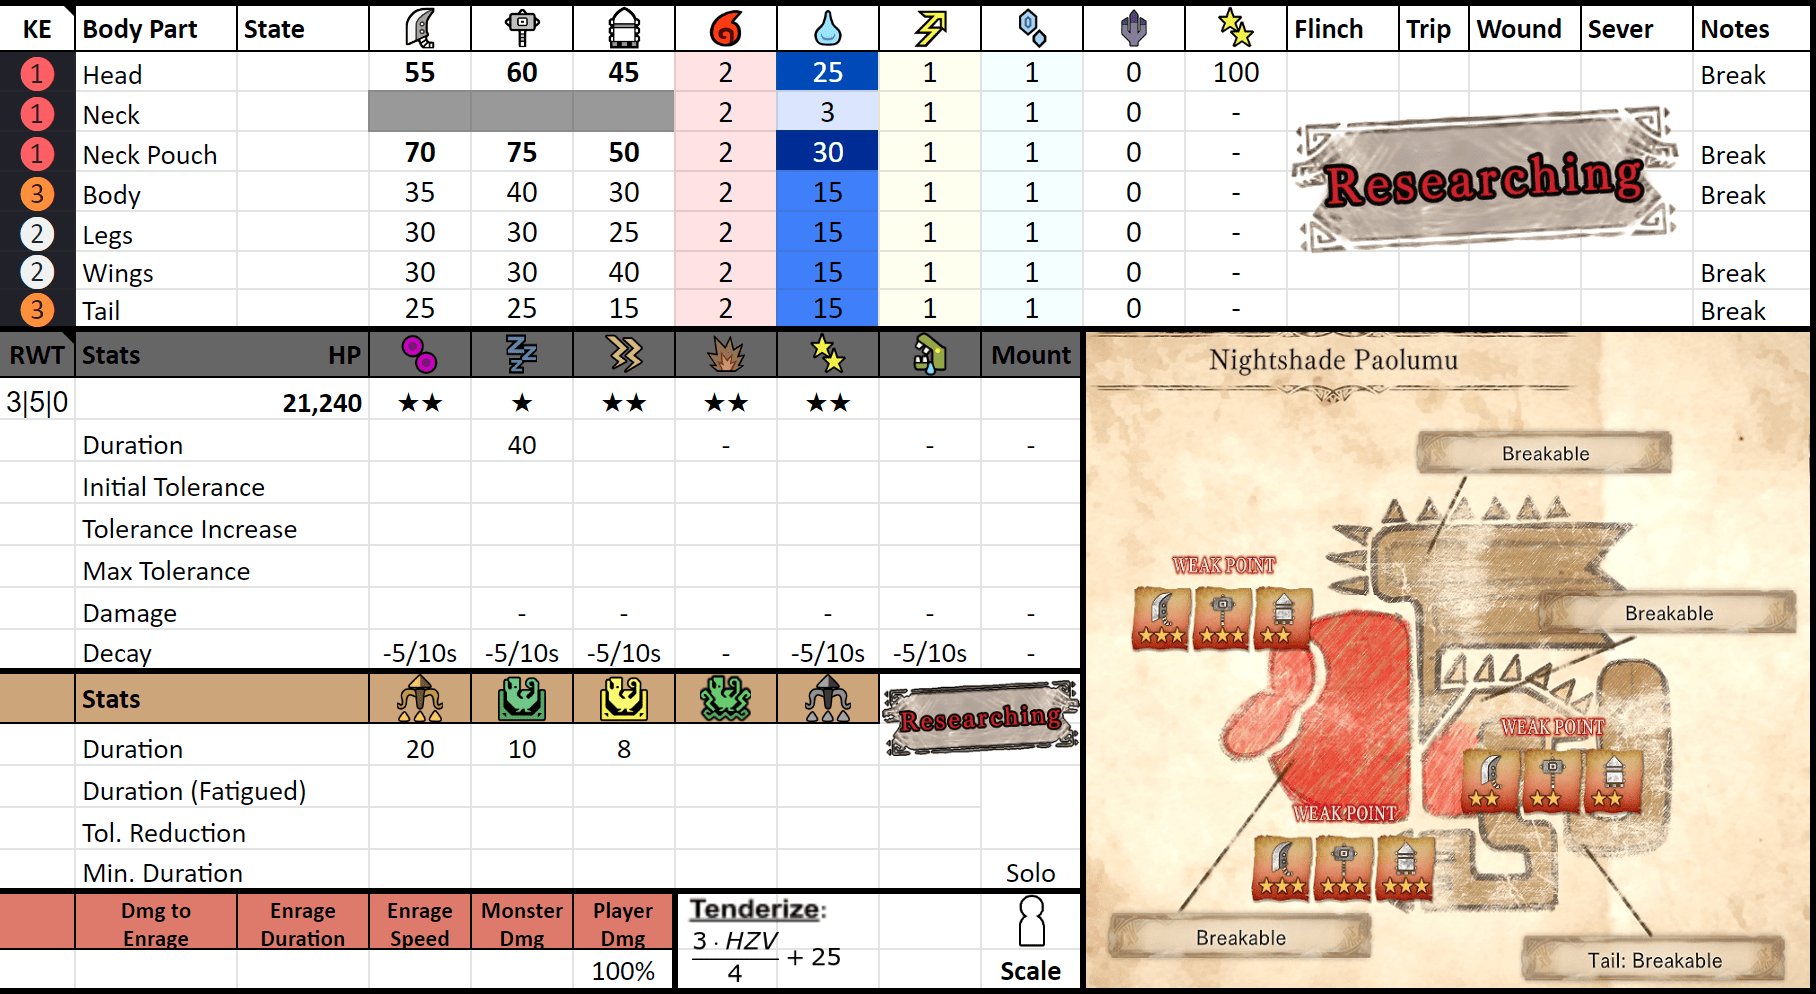 KE Body Part State Flinch Trip Wound Sever Notes
1 Head 55 60 45 2 25 1 1 0 100 Break
1 Neck 2 3 1 1 0 -
1 Neck Pouch 70 75 50 2 30 1 1 0 - Break
3 Body 35 40 30 2 15 1 1 0 - Break
2 Legs 30 30 25 2 15 1 1 0 -
2 Wings 30 30 40 2 15 1 1 0 - Break
3 Tail 25 25 15 2 15 1 1 0 - Break
Researching
RWT Stats HP Mount
3|5|0 21,240 ★★ ★ ★★ ★★ ★★
Duration 40 - - -
Initial Tolerance
Tolerance Increase
Max Tolerance
Damage - - - - -
Decay -5/10s -5/10s -5/10s - -5/10s -5/10s -
Stats
Researching
Duration 20 10 8
Duration (Fatigued)
Tol. Reduction
Min. Duration Solo
Dmg to Enrage
Enrage Duration
Enrage Speed
Monster Dmg
Player Dmg
100%
Tenderize:
3 · HZV
4
+ 25
Scale
Nightshade Paolumu
Breakable
WEAK POINT
Breakable
WEAK POINT
WEAK POINT
Breakable
Tail: Breakable